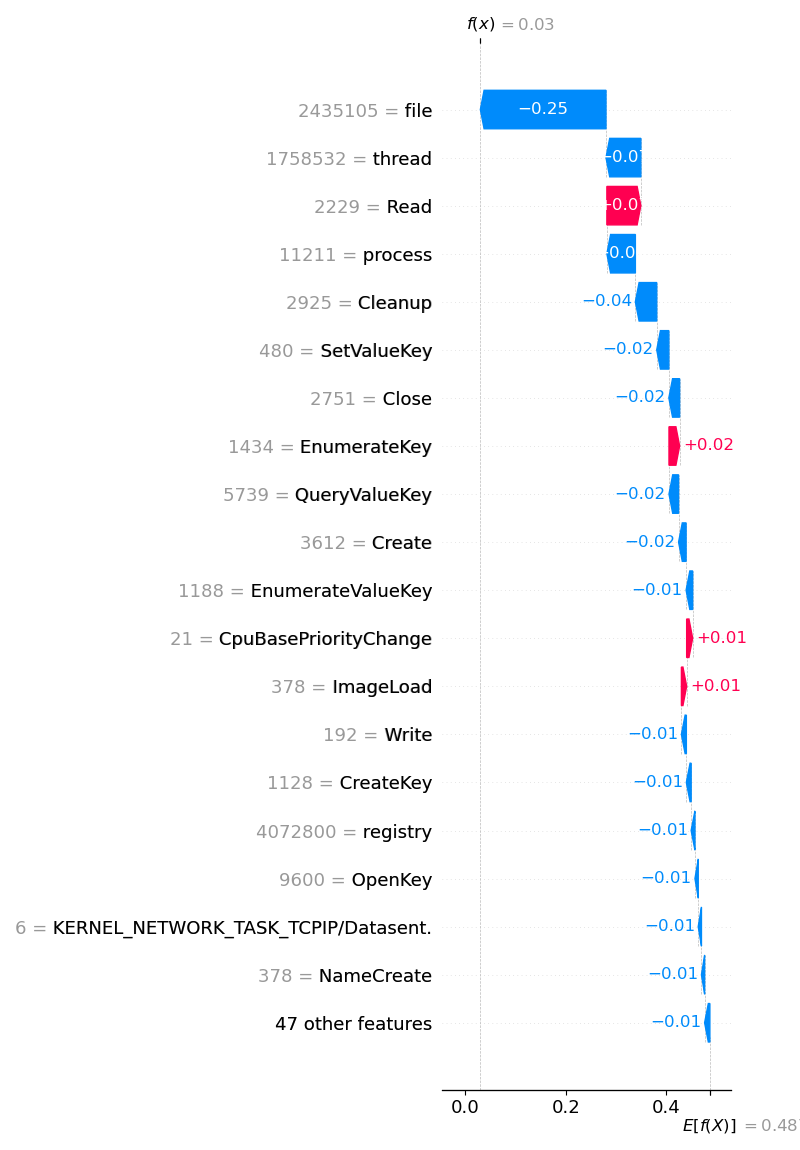 f(x) = 0.03
2435105 = file
−0.25
1758532 = thread
2229 = Read
11211 = process
2925 = Cleanup
−0.04
480 = SetValueKey
−0.02
2751 = Close
−0.02
1434 = EnumerateKey
+0.02
5739 = QueryValueKey
−0.02
3612 = Create
−0.02
1188 = EnumerateValueKey
−0.01
21 = CpuBasePriorityChange
+0.01
378 = ImageLoad
+0.01
192 = Write
−0.01
1128 = CreateKey
−0.01
4072800 = registry
−0.01
9600 = OpenKey
−0.01
6 = KERNEL_NETWORK_TASK_TCPIP/Datasent.
−0.01
378 = NameCreate
−0.01
47 other features
−0.01
0.0 0.2 0.4
E[f(X)] = 0.487